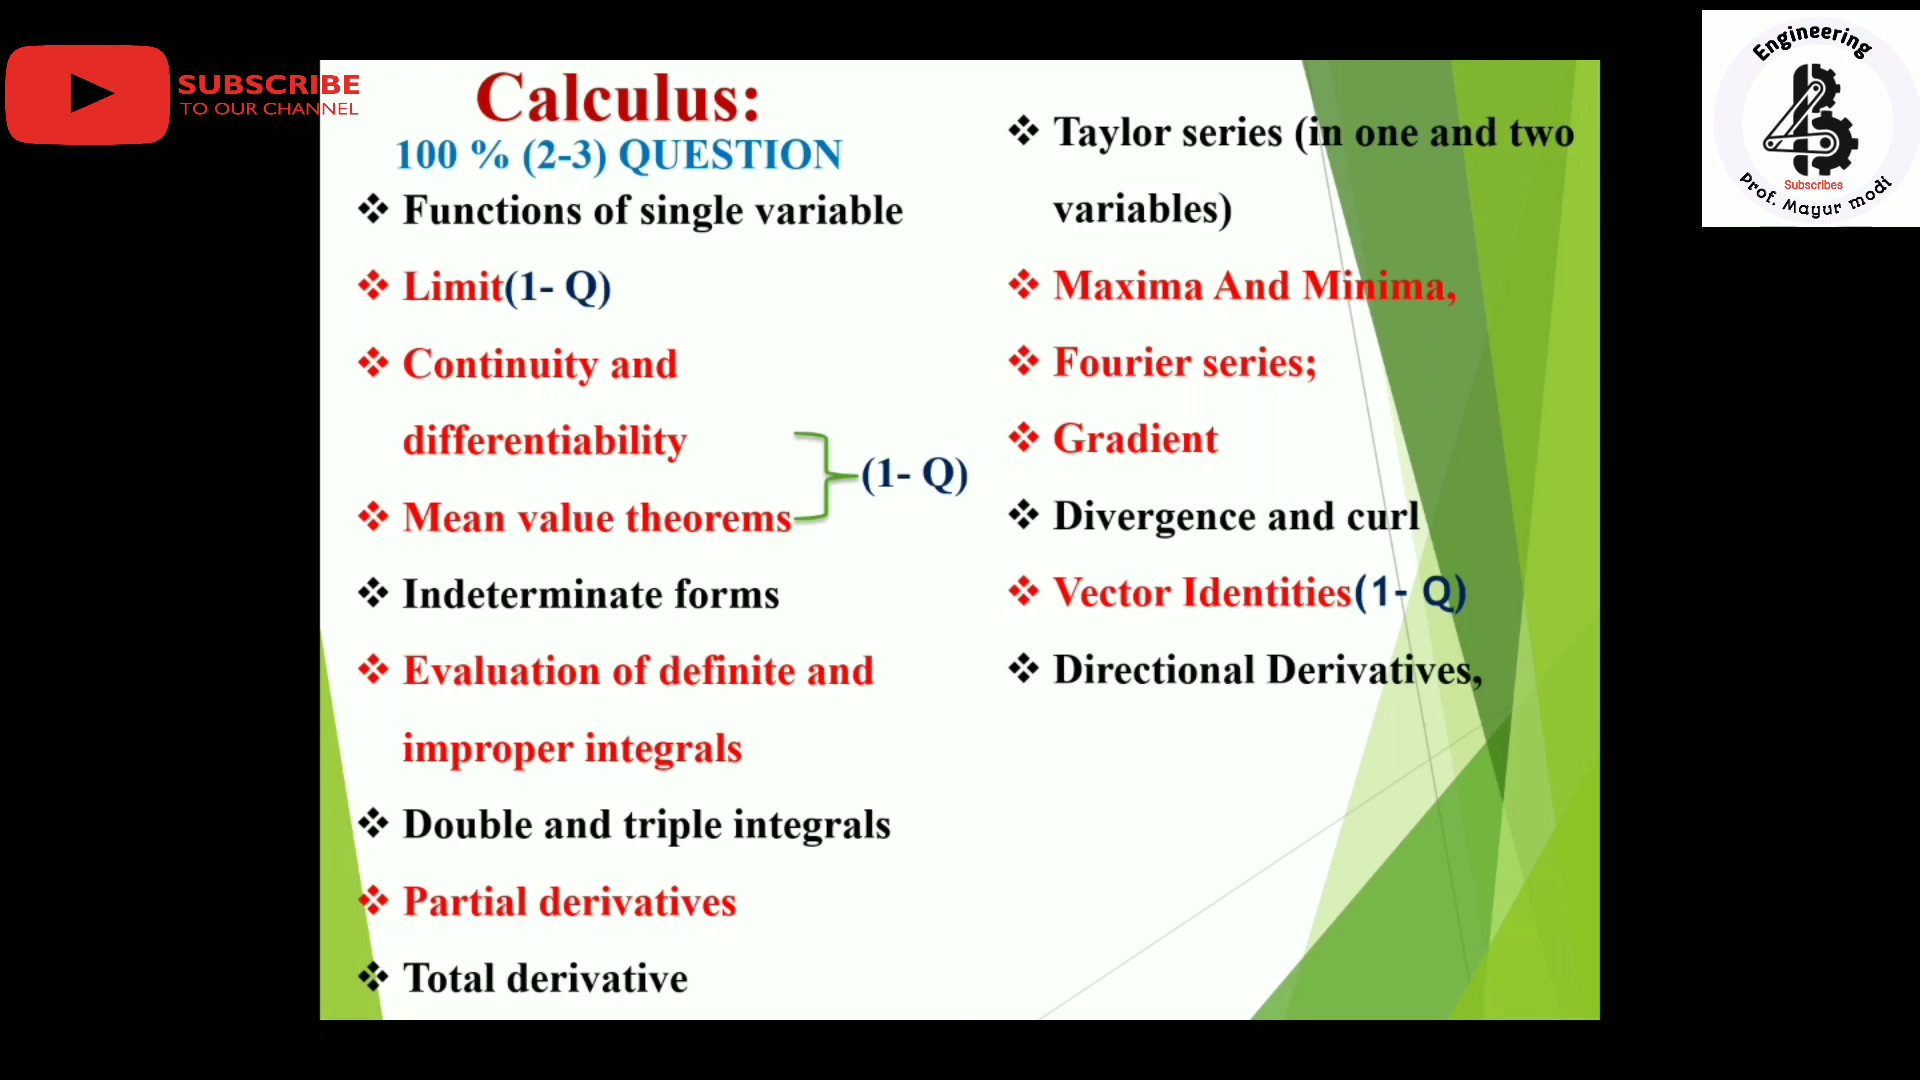 SUBSCRIBE
TO OUR CHANNEL
Calculus:
100 % (2-3) QUESTION
❖ Functions of single variable
❖ Limit(1- Q)
❖ Continuity and
differentiability
(1- Q)
❖ Mean value theorems
❖ Indeterminate forms
❖ Evaluation of definite and
improper integrals
❖ Double and triple integrals
❖ Partial derivatives
❖ Total derivative
❖ Taylor series (in one and two
variables)
❖ Maxima And Minima,
❖ Fourier series;
❖ Gradient
❖ Divergence and curl
❖ Vector Identities(1- Q)
❖ Directional Derivatives,
Engineering
Subscribes
Prof. Mayur modi